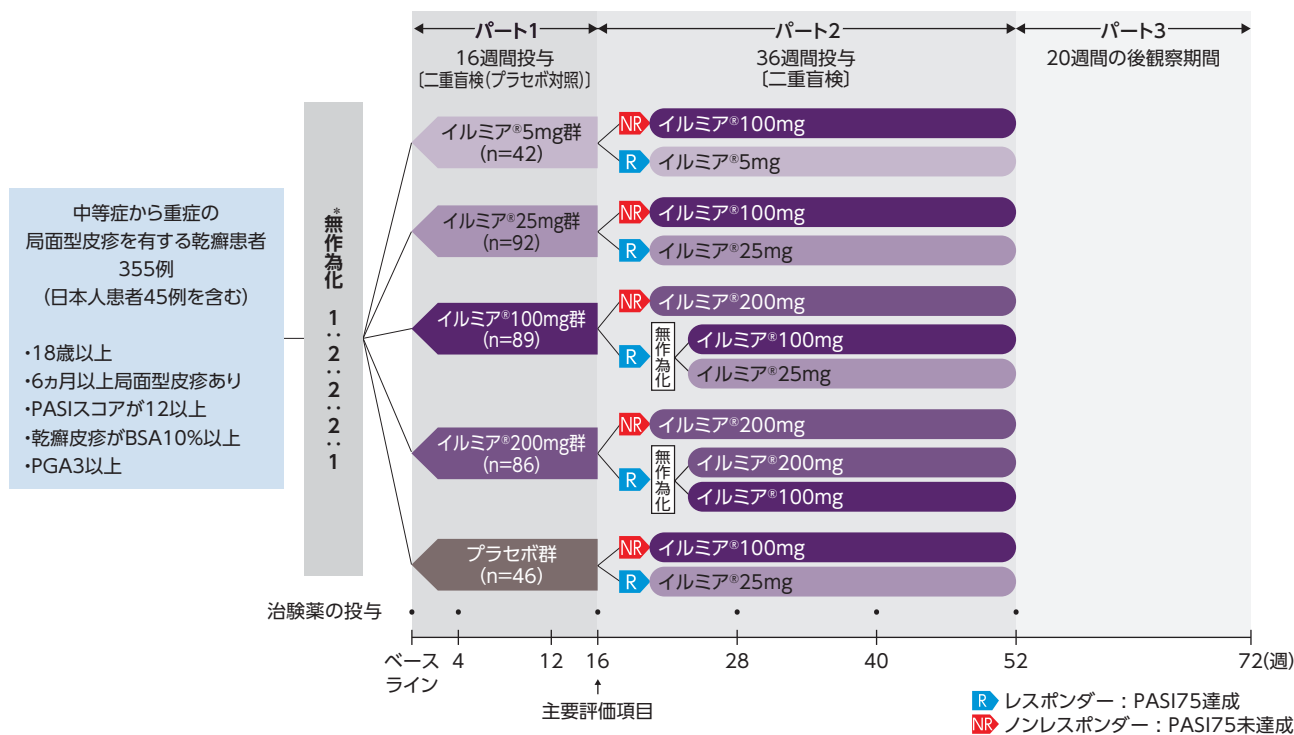 パート1
16週間投与
〔二重盲検(プラセボ対照)〕
パート2
36週間投与
〔二重盲検〕
パート3
20週間の後観察期間
中等症から重症の
局面型皮疹を有する乾癬患者
355例
(日本人患者45例を含む)
・18歳以上
・6ヵ月以上局面型皮疹あり
・PASIスコアが12以上
・乾癬皮疹がBSA10%以上
・PGA3以上
*無作為化 1:2:2:2:1
イルミア®5mg群
(n=42)
NR イルミア®100mg
R イルミア®5mg
イルミア®25mg群
(n=92)
NR イルミア®100mg
R イルミア®25mg
イルミア®100mg群
(n=89)
NR イルミア®200mg
R 無作為化
イルミア®100mg
イルミア®25mg
イルミア®200mg群
(n=86)
NR イルミア®200mg
R 無作為化
イルミア®200mg
イルミア®100mg
プラセボ群
(n=46)
NR イルミア®100mg
R イルミア®25mg
治験薬の投与
ベース 4 12 16 28 40 52 72(週)
ライン
主要評価項目
R レスポンダー：PASI75達成
NR ノンレスポンダー：PASI75未達成